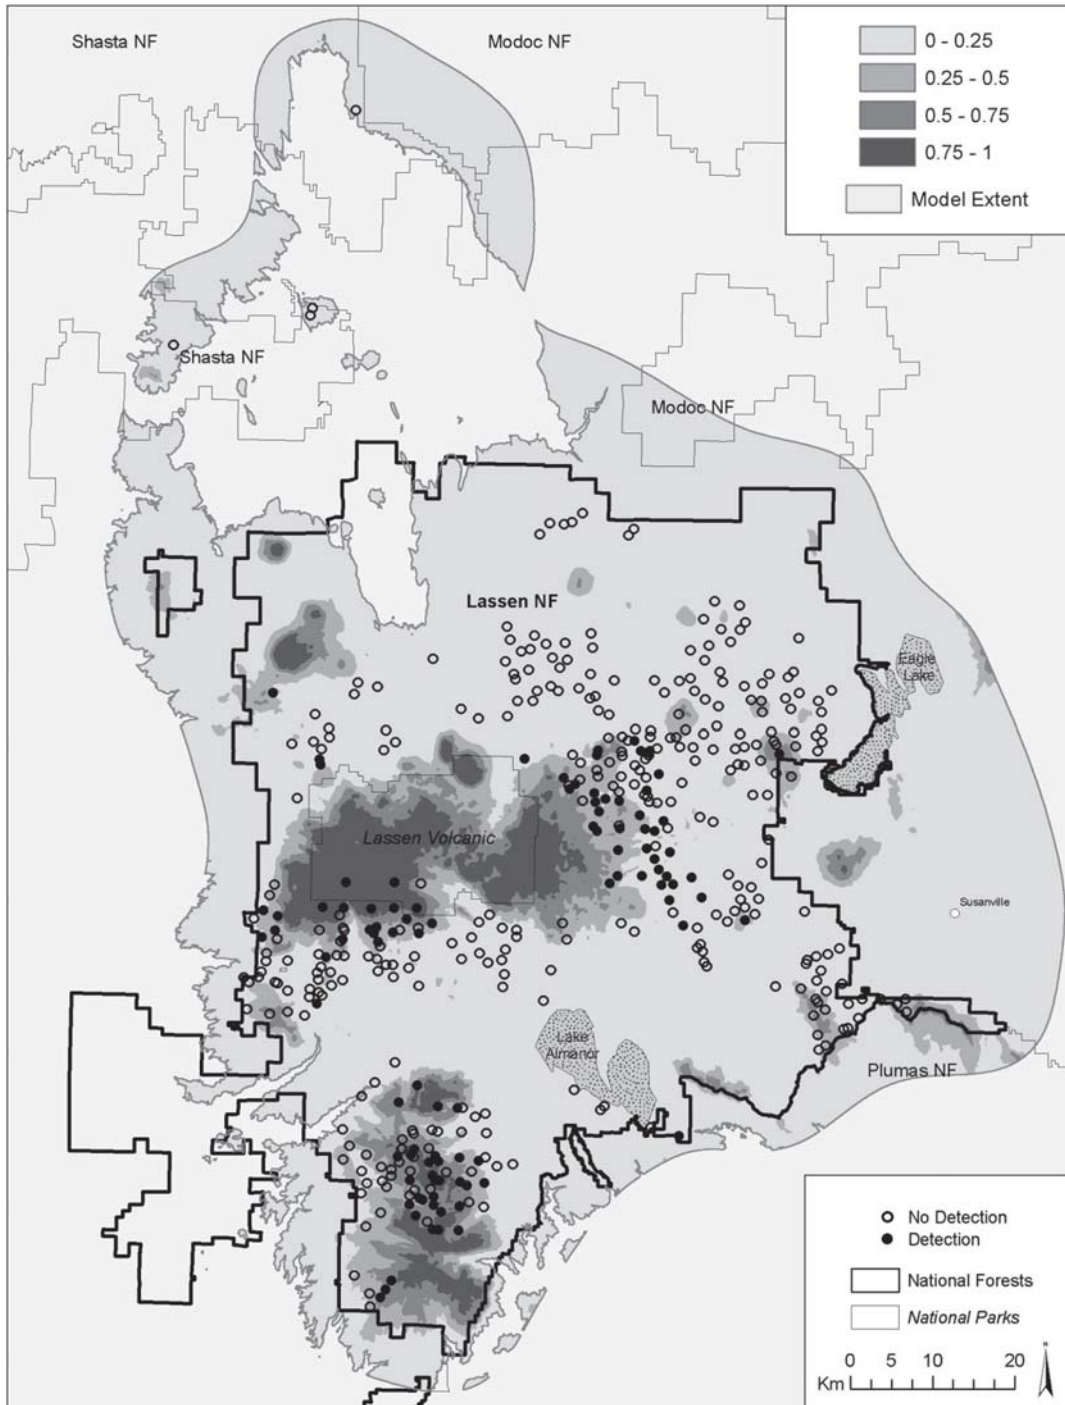 Shasta NF
Modoc NF
0 - 0.25
0.25 - 0.5
0.5 - 0.75
0.75 - 1
Model Extent
Shasta NF
Modoc NF
Lassen NF
Eagle
Lake
Lassen Volcanic
Susanville
Lake
Almanor
Plumas NF
No Detection
Detection
National Forests
National Parks
0 5 10 20
Km
N